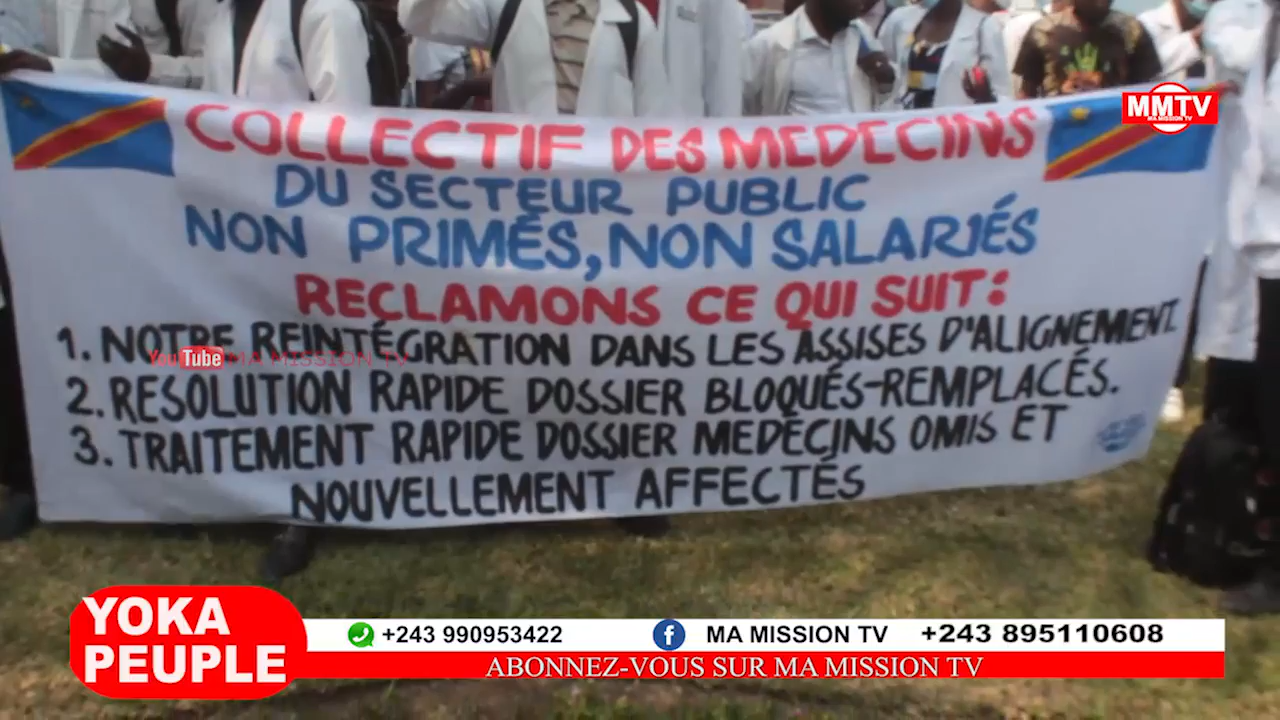 MMTV
MA MISSION TV
COLLECTIF DES MEDECINS
DU SECTEUR PUBLIC
NON PRIMÉS, NON SALARIÉS
RECLAMONS CE QUI SUIT:
1. NOTRE REINTÉGRATION DANS LES ASSISES D'ALIGNEMENT
YouTube MA MISSION TV
2. RESOLUTION RAPIDE DOSSIER BLOQUÉS-REMPLACÉS.
3. TRAITEMENT RAPIDE DOSSIER MEDECINS OMIS ET
NOUVELLEMENT AFFECTÉS
YOKA
PEUPLE
+243 990953422 MA MISSION TV +243 895110608
ABONNEZ-VOUS SUR MA MISSION TV